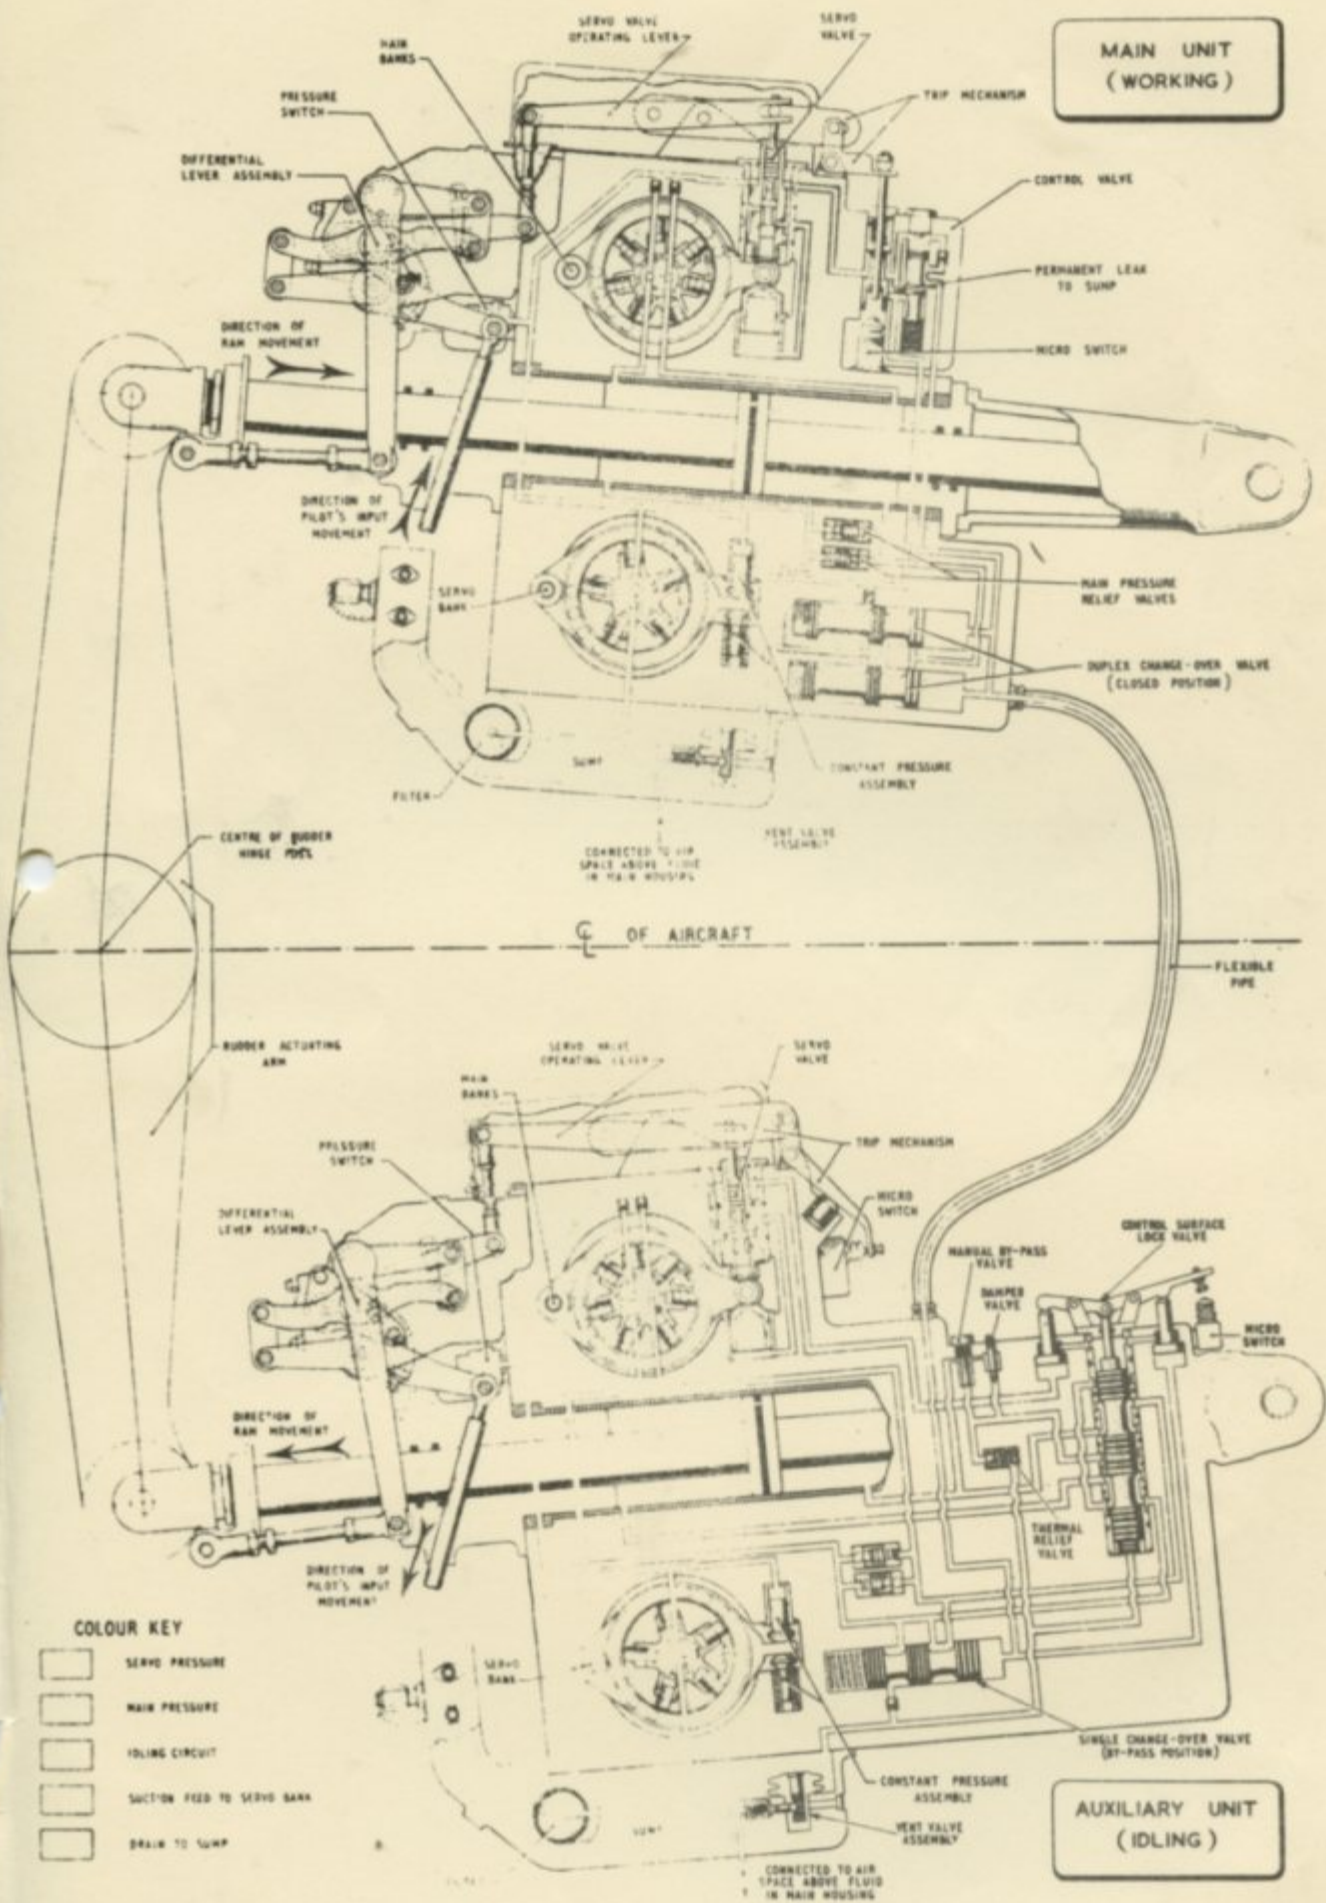 MAIN UNIT
(WORKING)
SERVO VALVE
OPERATING LEVER
SERVO
VALVE
MAIN
BANKS
PRESSURE
SWITCH
TRIP MECHANISM
DIFFERENTIAL
LEVER ASSEMBLY
CONTROL VALVE
PERMANENT LEAK
TO SUMP
DIRECTION OF
RAM MOVEMENT
MICRO SWITCH
DIRECTION OF
PILOT'S INPUT
MOVEMENT
SERVO
BANK
MAIN PRESSURE
RELIEF VALVES
DUPLEX CHANGE-OVER VALVE
(CLOSED POSITION)
SUMP
CONSTANT PRESSURE
ASSEMBLY
FILTER
VENT VALVE
ASSEMBLY
CENTRE OF RUDDER
HINGE
CONNECTED TO AIR
SPACE ABOVE FLUID
IN MAIN HOUSING
℄ OF AIRCRAFT
FLEXIBLE
PIPE
RUDDER ACTUATING
ARM
SERVO VALVE
OPERATING LEVER
SERVO
VALVE
MAIN
BANKS
PRESSURE
SWITCH
TRIP MECHANISM
MICRO
SWITCH
DIFFERENTIAL
LEVER ASSEMBLY
CONTROL SURFACE
LOCK VALVE
MANUAL BY-PASS
VALVE
DAMPER
VALVE
MICRO
SWITCH
DIRECTION OF
RAM MOVEMENT
THERMAL
RELIEF
VALVE
DIRECTION OF
PILOT'S INPUT
MOVEMENT
COLOUR KEY
SERVO PRESSURE
MAIN PRESSURE
IDLING CIRCUIT
SUCTION FEED TO SERVO BANK
DRAIN TO SUMP
SERVO
BANK
SINGLE CHANGE-OVER VALVE
(BY-PASS POSITION)
CONSTANT PRESSURE
ASSEMBLY
VENT VALVE
ASSEMBLY
SUMP
CONNECTED TO AIR
SPACE ABOVE FLUID
IN MAIN HOUSING
AUXILIARY UNIT
(IDLING)